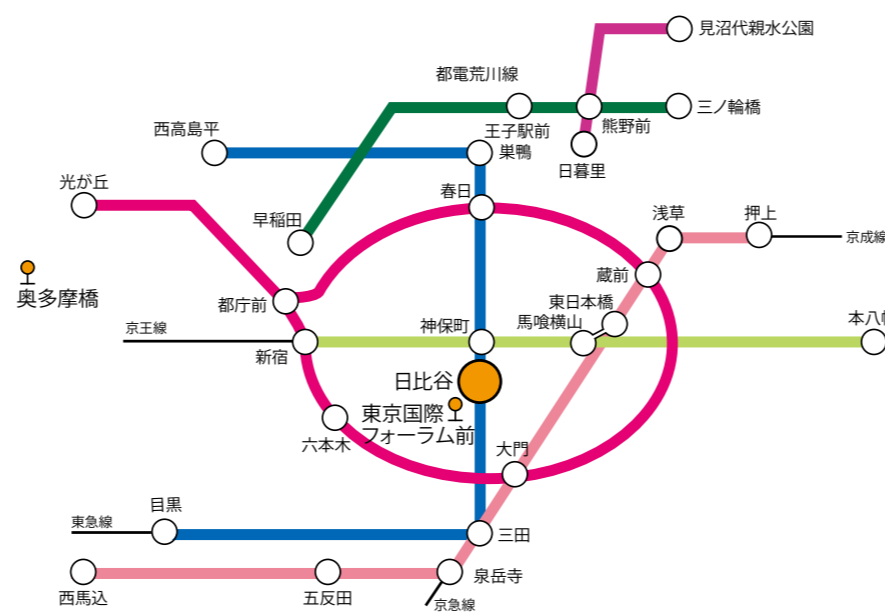 見沼代親水公園
都電荒川線
王子駅前
熊野前
三ノ輪橋
西高島平
巣鴨
日暮里
光が丘
春日
早稲田
浅草
押上
京成線
蔵前
奥多摩橋
都庁前
東日本橋
馬喰横山
京王線
新宿
神保町
本八幡
日比谷
東京国際
フォーラム前
六本木
大門
目黒
東急線
三田
西馬込
五反田
泉岳寺
京急線